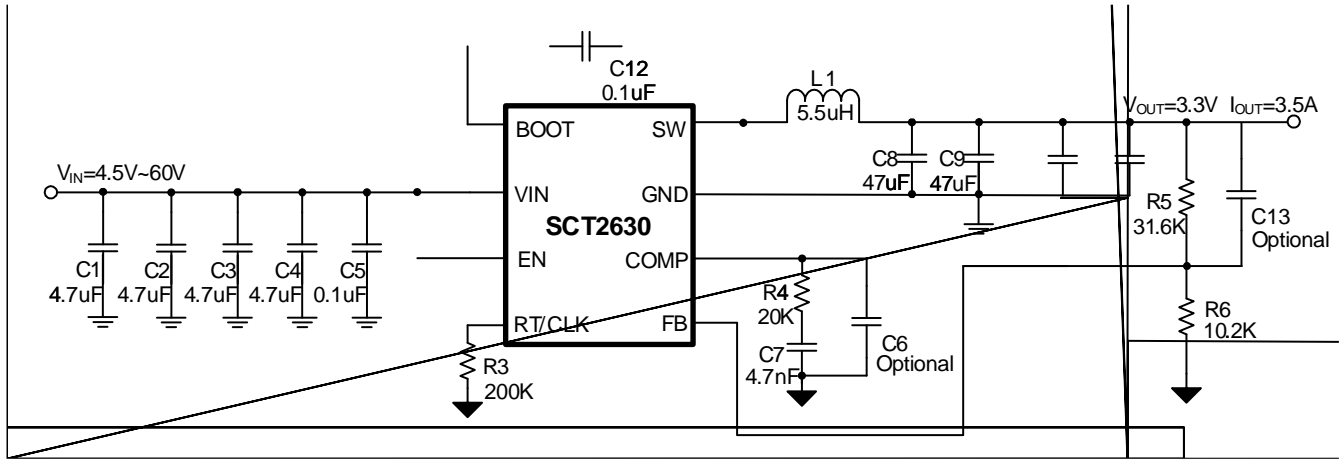 C12
0.1uF
L1
5.5uH
VOUT=3.3V IOUT=3.5A
BOOT
SW
VIN=4.5V~60V
VIN
GND
SCT2630
EN
COMP
RT/CLK
FB
C1
4.7uF
C2
4.7uF
C3
4.7uF
C4
4.7uF
C5
0.1uF
C8
47uF
C9
47uF
R5
31.6K
C13
Optional
R4
20K
C7
4.7nF
C6
Optional
R6
10.2K
R3
200K